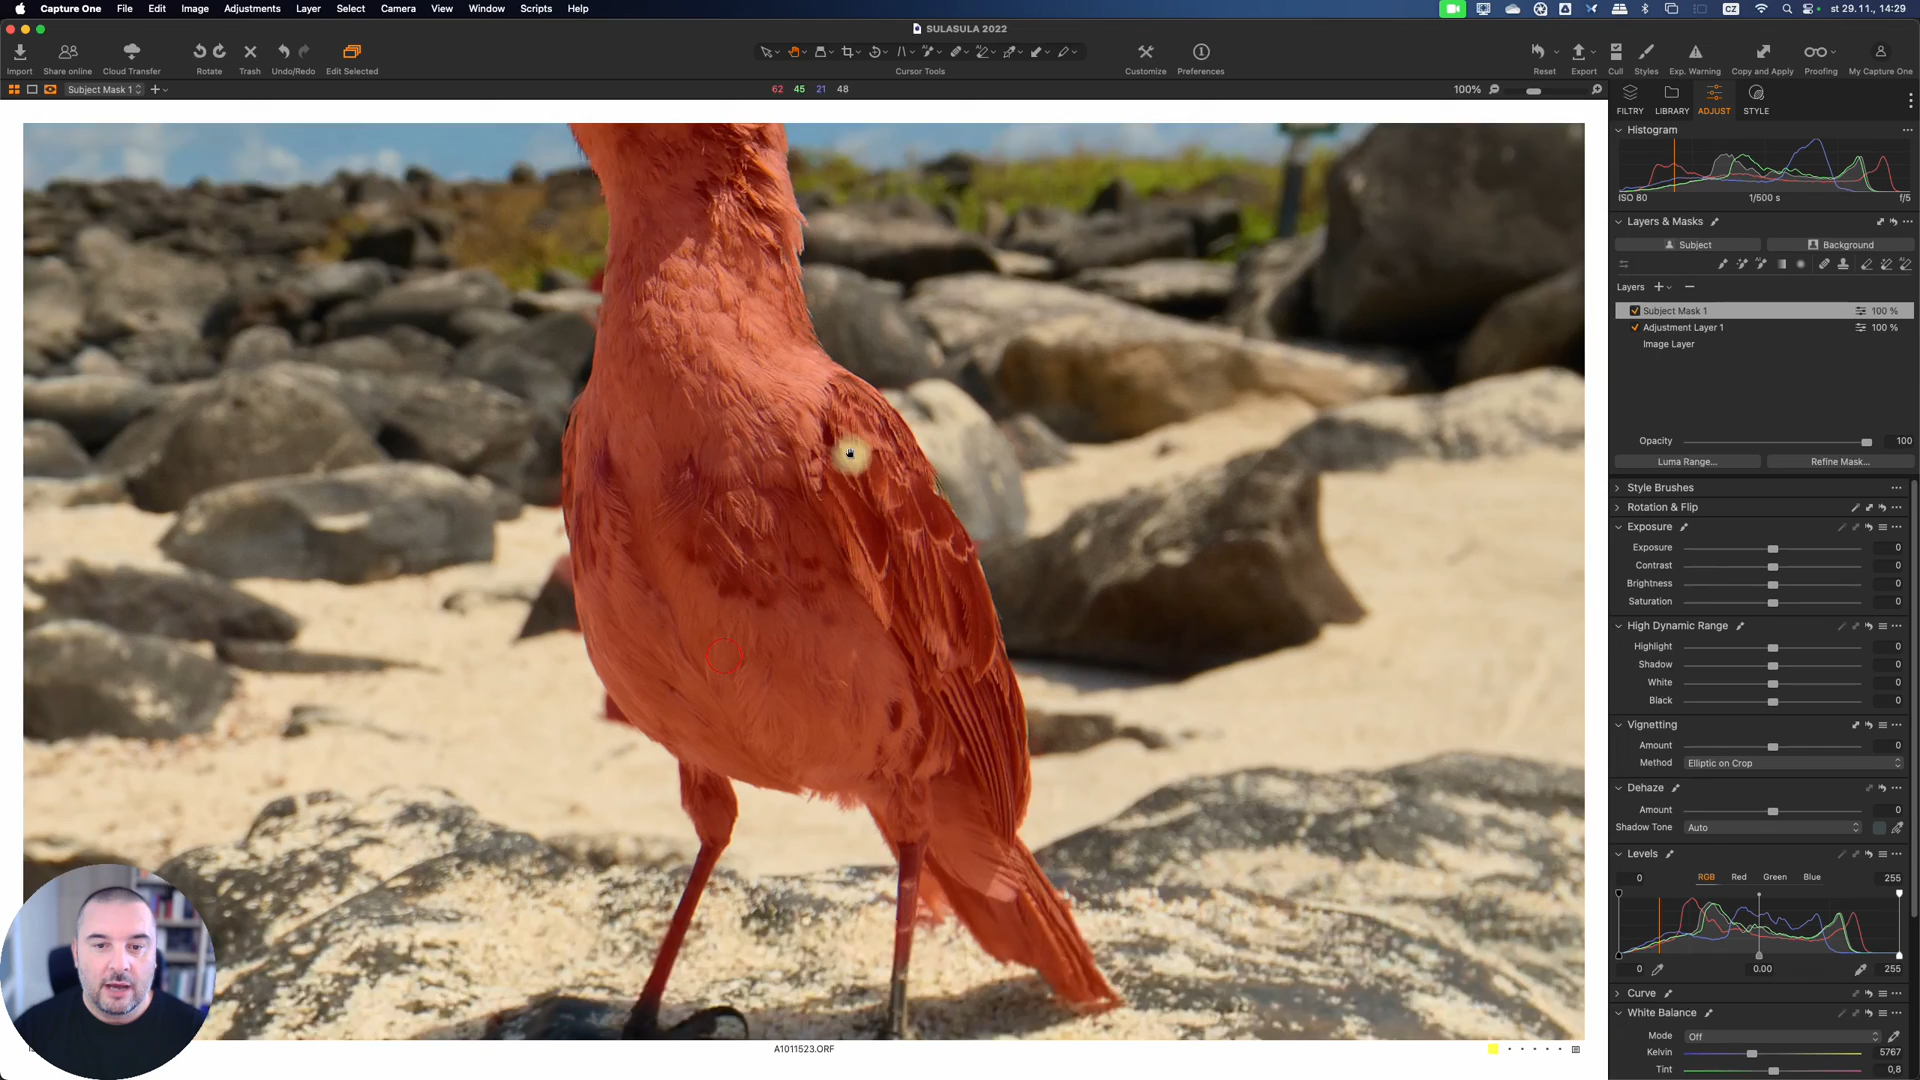 Capture One File Edit Image Adjustments Layer Select Camera View Window Scripts Help CZ st 29.11., 14:29
SULASULA 2022
Import Share online Cloud Transfer Rotate Trash Undo/Redo Edit Selected Cursor Tools Customize Preferences Reset Export Cull Styles Exp. Warning Copy and Apply Proofing My Capture One
Subject Mask 1 62 45 21 48 100%
FILTRY LIBRARY ADJUST STYLE
Histogram
ISO 80 1/500 s f/5
Layers & Masks
Subject Background
Layers
Subject Mask 1 100 %
Adjustment Layer 1 100 %
Image Layer
Opacity 100
Luma Range... Refine Mask...
Style Brushes
Rotation & Flip
Exposure
Exposure 0
Contrast 0
Brightness 0
Saturation 0
High Dynamic Range
Highlight 0
Shadow 0
White 0
Black 0
Vignetting
Amount 0
Method Elliptic on Crop
Dehaze
Amount 0
Shadow Tone Auto
Levels
0 RGB Red Green Blue 255
0 0.00 255
Curve
White Balance
Mode Off
Kelvin 5767
Tint 0,8
A1011523.ORF